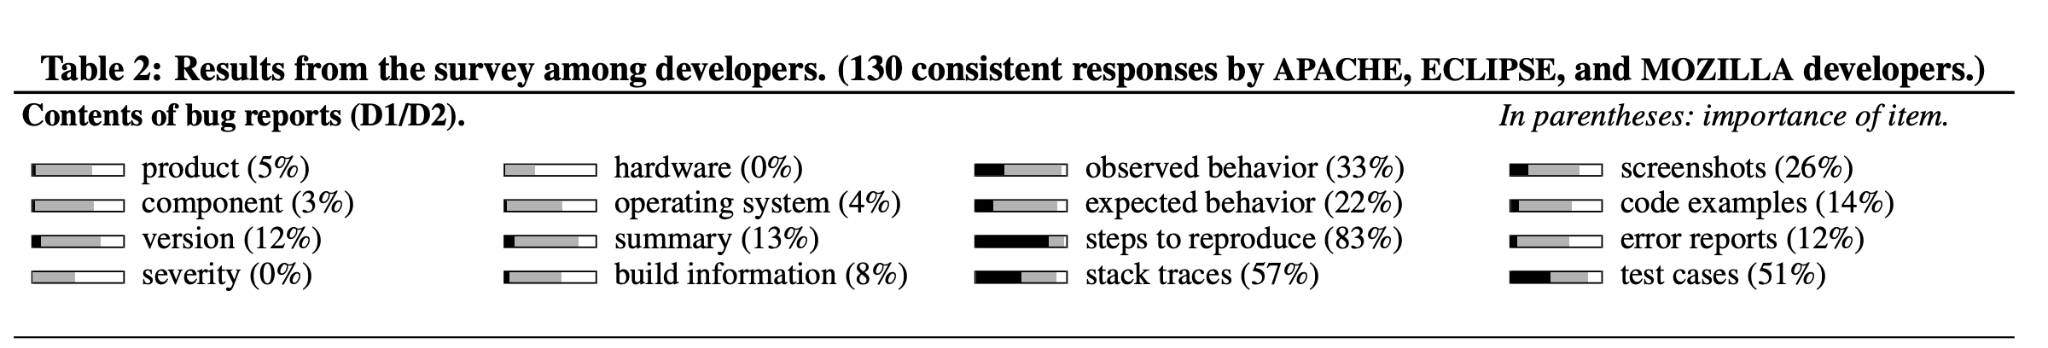 Table 2: Results from the survey among developers. (130 consistent responses by APACHE, ECLIPSE, and MOZILLA developers.)
Contents of bug reports (D1/D2). In parentheses: importance of item.
product (5%) hardware (0%) observed behavior (33%) screenshots (26%)
component (3%) operating system (4%) expected behavior (22%) code examples (14%)
version (12%) summary (13%) steps to reproduce (83%) error reports (12%)
severity (0%) build information (8%) stack traces (57%) test cases (51%)